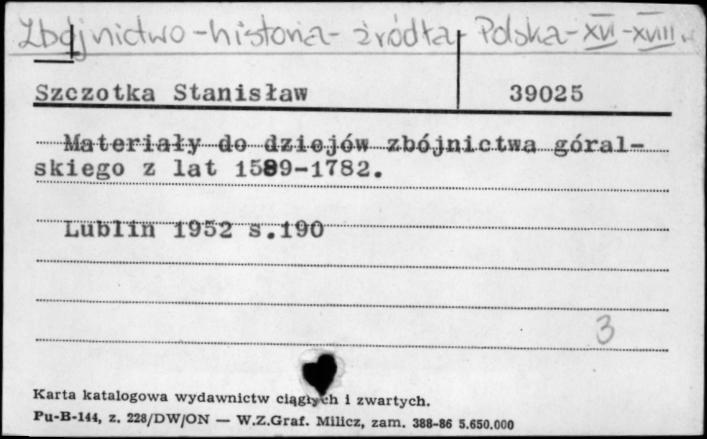 Zbójnictwo - historia - źródła - Polska - XVI - XVIII w
Szczotka Stanisław 39025
Materiały do dziejów zbójnictwa góral-
skiego z lat 1589-1782.
Lublin 1952 s.190
3
Karta katalogowa wydawnictw ciągłych i zwartych.
Pu-B-144, z. 228/DW/ON — W.Z.Graf. Milicz, zam. 388-86 5.650.000